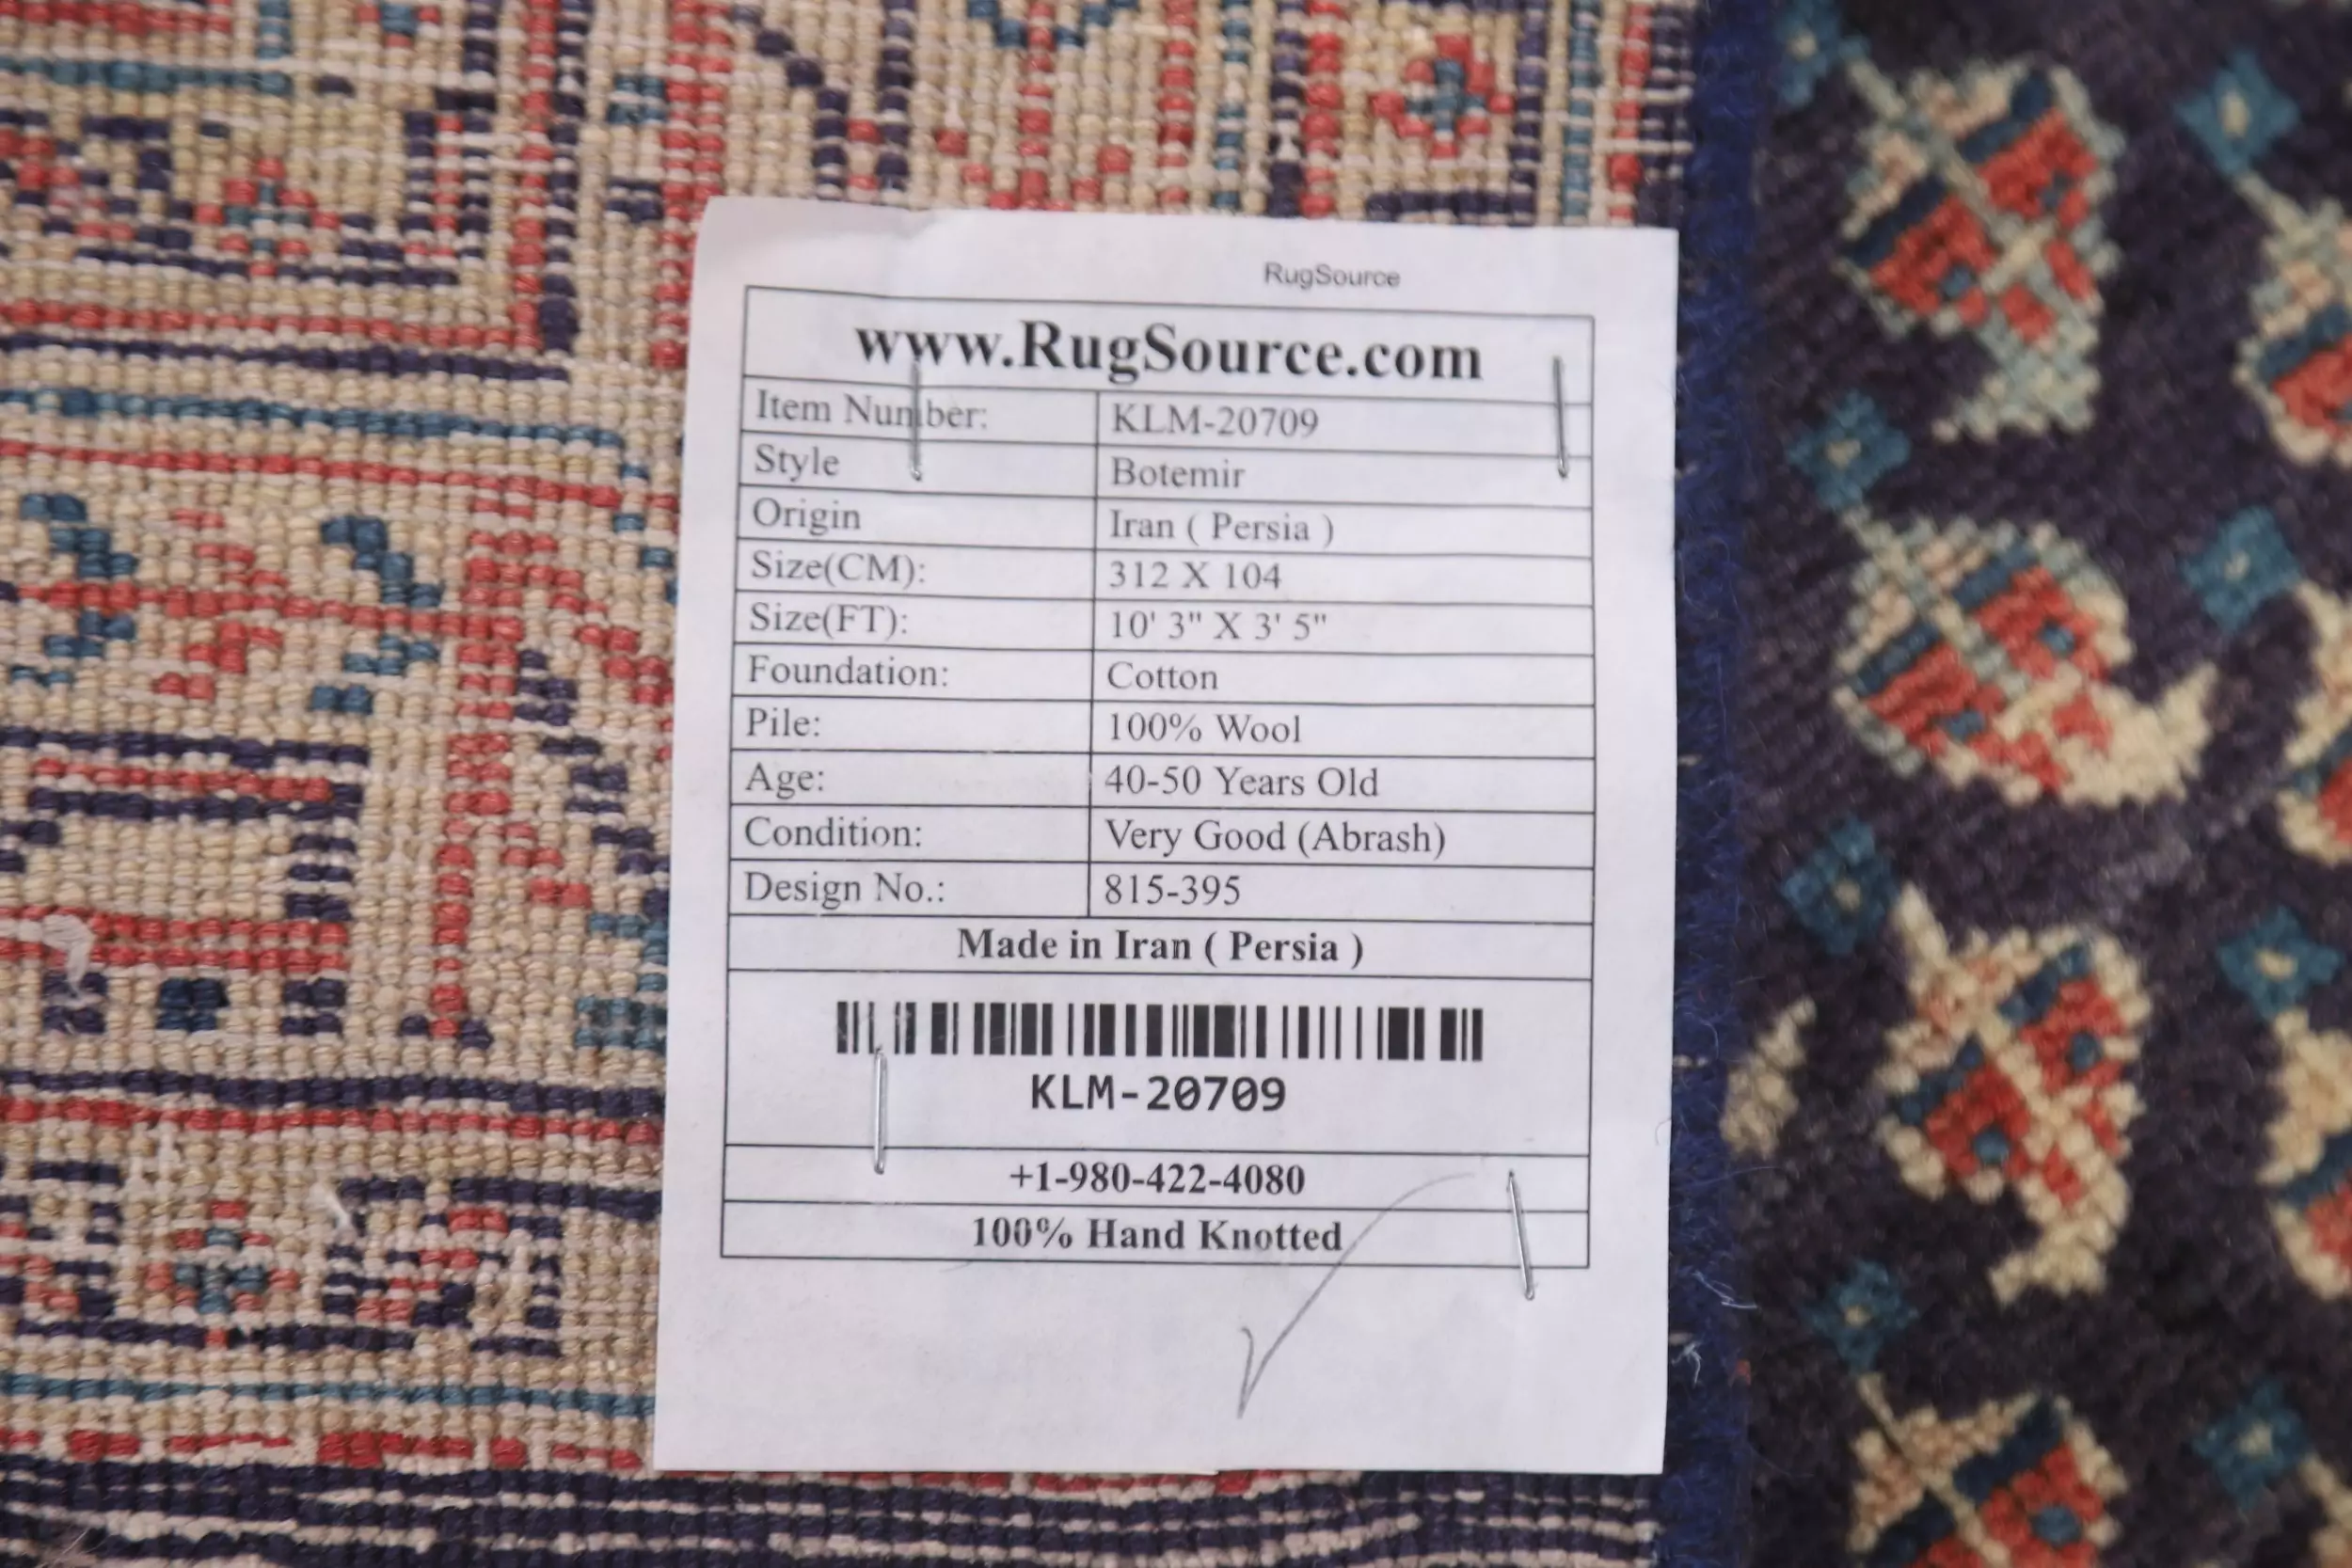 RugSource
www.RugSource.com
Item Number: KLM-20709
Style Botemir
Origin Iran ( Persia )
Size(CM): 312 X 104
Size(FT): 10' 3" X 3' 5"
Foundation: Cotton
Pile: 100% Wool
Age: 40-50 Years Old
Condition: Very Good (Abrash)
Design No.: 815-395
Made in Iran ( Persia )
KLM-20709
+1-980-422-4080
100% Hand Knotted